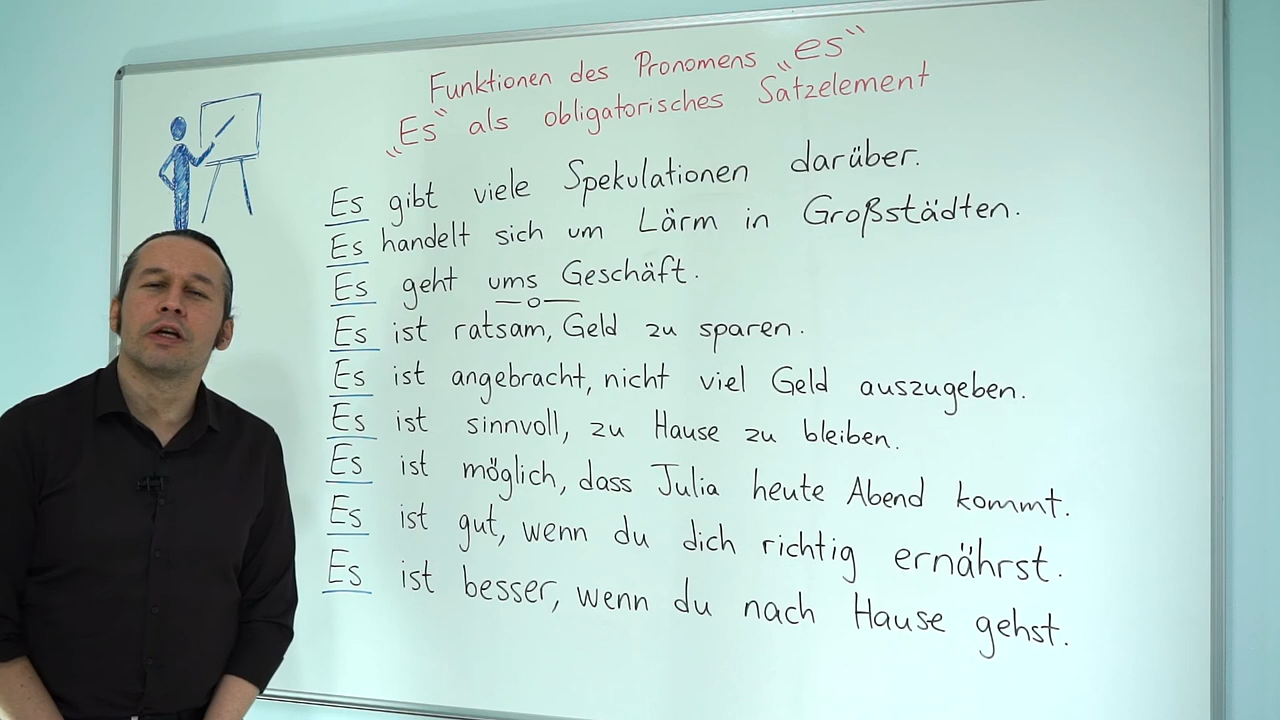 Funktionen des Pronomens „es“
„Es“ als obligatorisches Satzelement
Es gibt viele Spekulationen darüber.
Es handelt sich um Lärm in Großstädten.
Es geht ums Geschäft.
Es ist ratsam, Geld zu sparen.
Es ist angebracht, nicht viel Geld auszugeben.
Es ist sinnvoll, zu Hause zu bleiben.
Es ist möglich, dass Julia heute Abend kommt.
Es ist gut, wenn du dich richtig ernährst.
Es ist besser, wenn du nach Hause gehst.